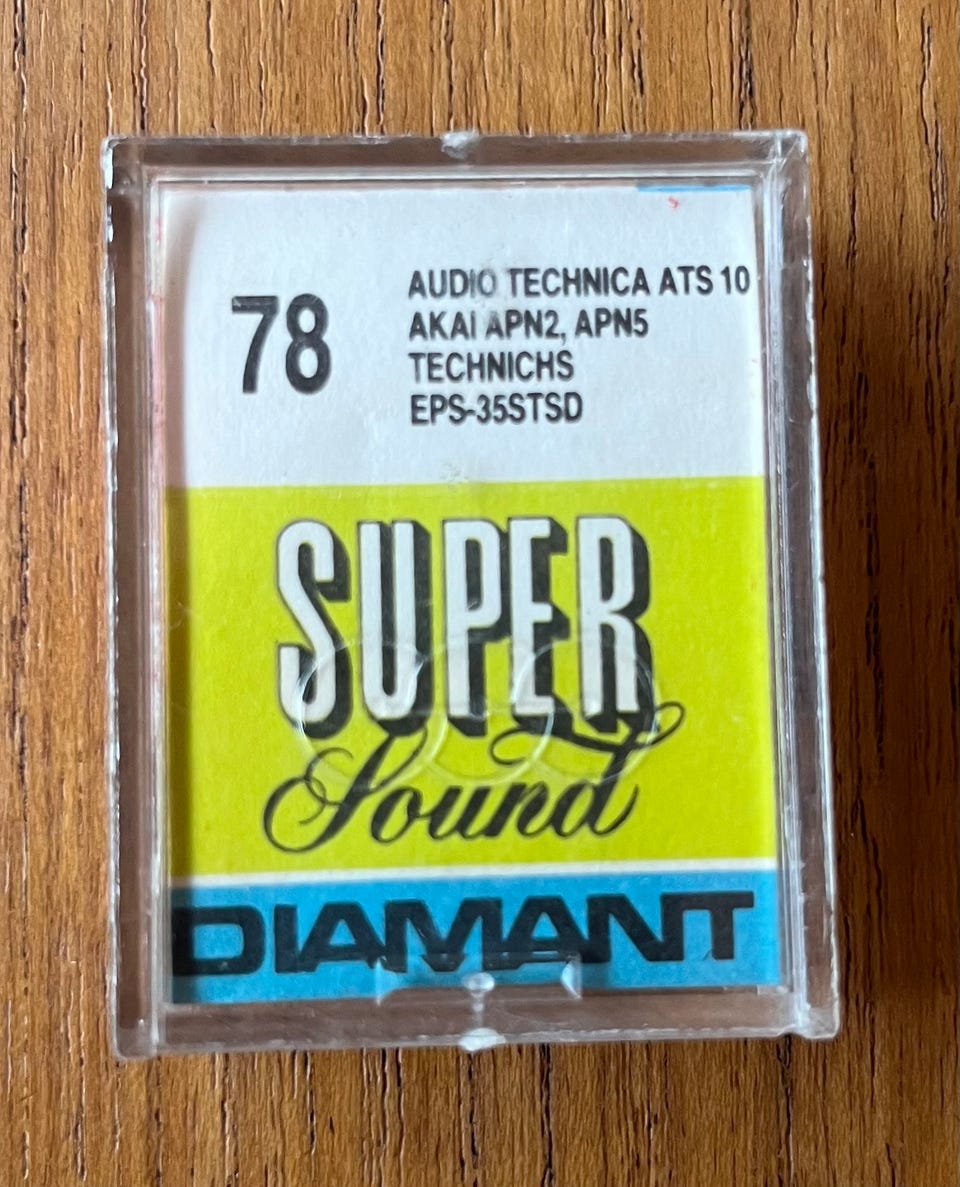 78
AUDIO TECHNICA ATS 10
AKAI APN2, APN5
TECHNICHS
EPS-35STSD
SUPER
Sound
DIAMANT